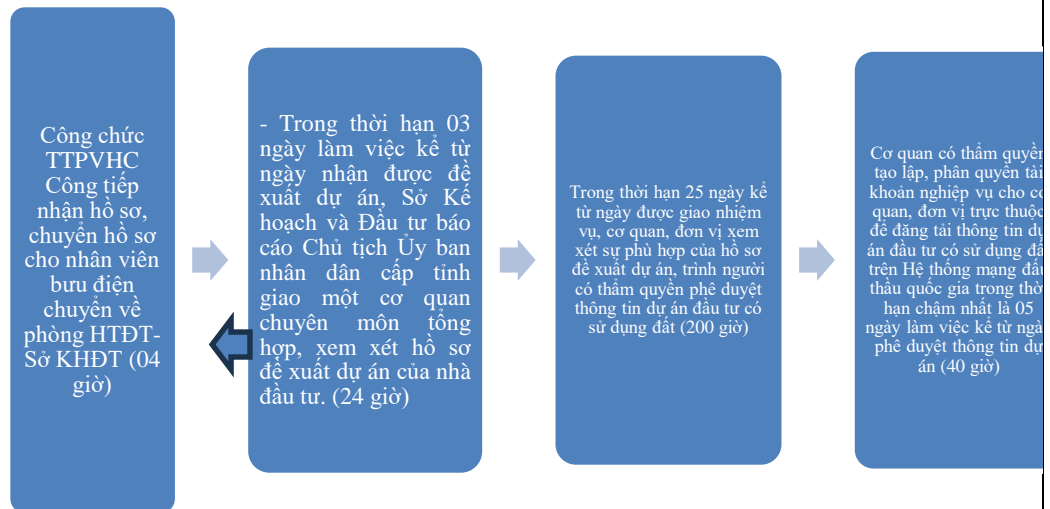 Công chức
TTPVHC
Công tiếp
nhận hồ sơ,
chuyển hồ sơ
cho nhân viên
bưu điện
chuyển về
phòng HTĐT-
Sở KHĐT (04
giờ)
- Trong thời hạn 03
ngày làm việc kể từ
ngày nhận được đề
xuất dự án, Sở Kế
hoạch và Đầu tư báo
cáo Chủ tịch Ủy ban
nhân dân cấp tỉnh
giao một cơ quan
chuyên môn tổng
hợp, xem xét hồ sơ
đề xuất dự án của nhà
đầu tư. (24 giờ)
Trong thời hạn 25 ngày kể
từ ngày được giao nhiệm
vụ, cơ quan, đơn vị xem
xét sự phù hợp của hồ sơ
đề xuất dự án, trình người
có thẩm quyền phê duyệt
thông tin dự án đầu tư có
sử dụng đất (200 giờ)
Cơ quan có thẩm quyền
tạo lập, phân quyền tài
khoản nghiệp vụ cho cơ
quan, đơn vị trực thuộc
để đăng tải thông tin dự
án đầu tư có sử dụng đất
trên Hệ thống mạng đấu
thầu quốc gia trong thời
hạn chậm nhất là 05
ngày làm việc kể từ ngày
phê duyệt thông tin dự
án (40 giờ)